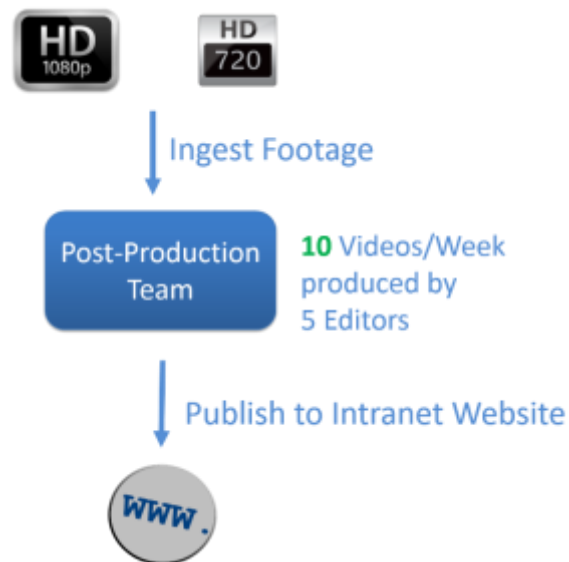 HD
1080p
HD
720
Ingest Footage
Post-Production
Team
10 Videos/Week
produced by
5 Editors
Publish to Intranet Website
www.